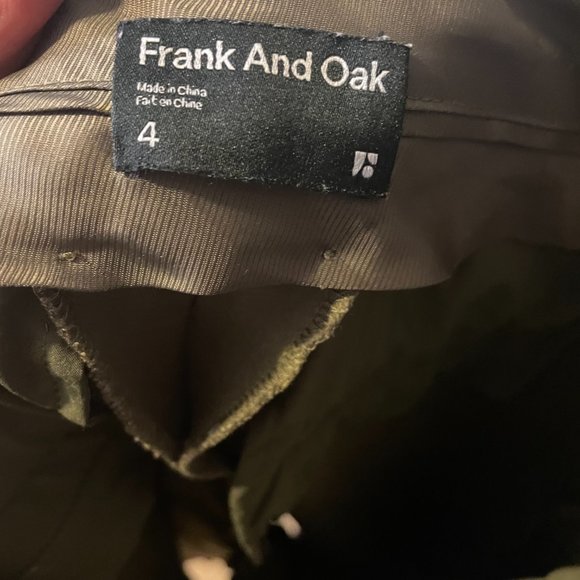 Frank And Oak
Made in China
Fait en Chine
4